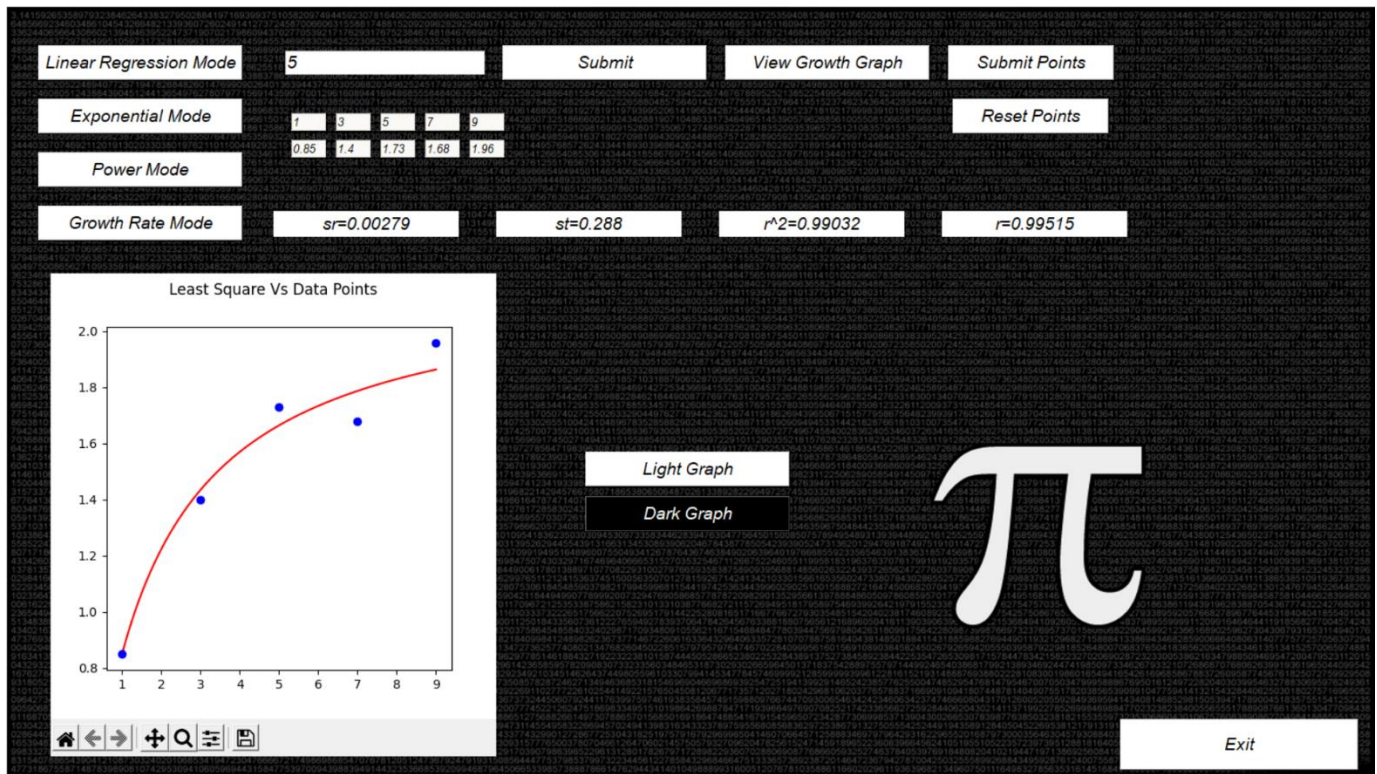 Linear Regression Mode 5 Submit View Growth Graph Submit Points
Exponential Mode Reset Points
1 3 5 7 9
0.85 1.4 1.73 1.68 1.96
Power Mode
Growth Rate Mode sr=0.00279 st=0.288 r^2=0.99032 r=0.99515
Least Square Vs Data Points
2.0
1.8
1.6
1.4
1.2
1.0
0.8
1 2 3 4 5 6 7 8 9
Light Graph
Dark Graph
π
Exit